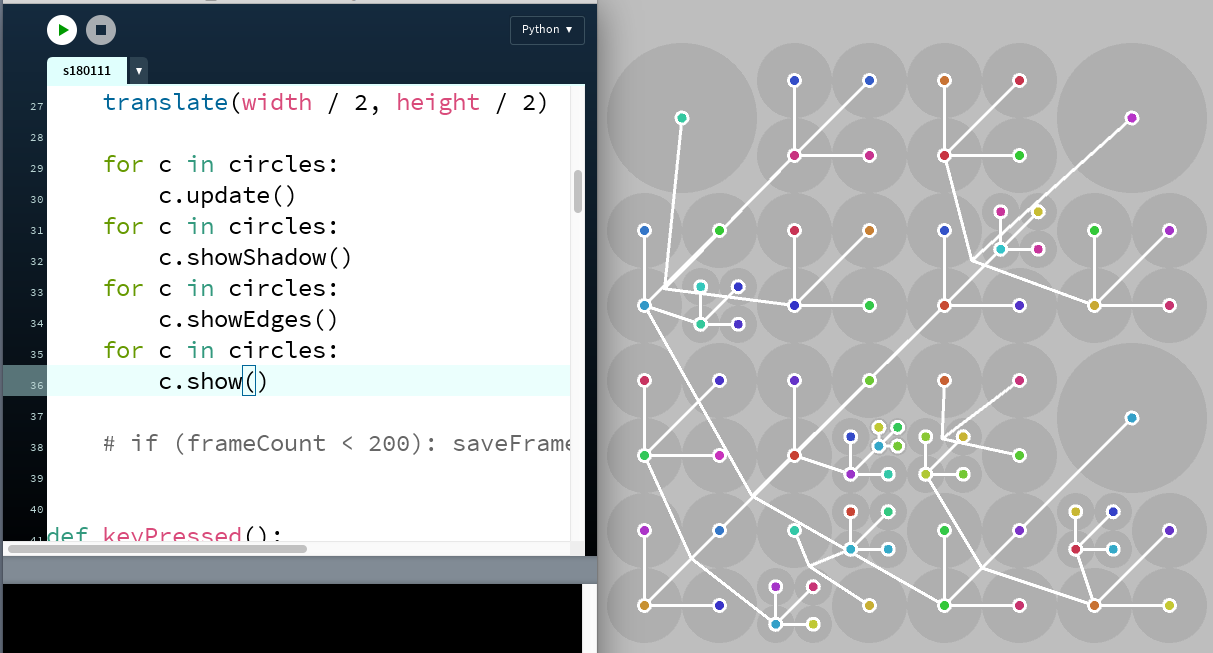 Python ▼
s180111 ▼
27 translate(width / 2, height / 2)
28
29 for c in circles:
30 c.update()
31 for c in circles:
32 c.showShadow()
33 for c in circles:
34 c.showEdges()
35 for c in circles:
36 c.show()
37
38 # if (frameCount < 200): saveFrame
39
40
41 def keyPressed():